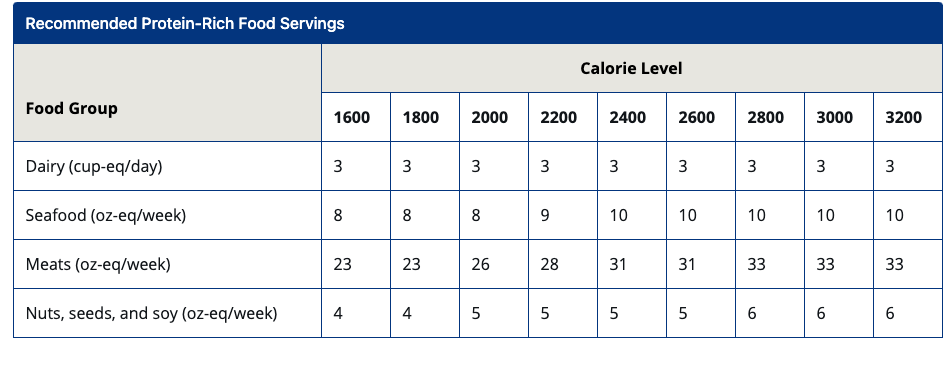 Recommended Protein-Rich Food Servings
Calorie Level
Food Group
1600 1800 2000 2200 2400 2600 2800 3000 3200
Dairy (cup-eq/day) 3 3 3 3 3 3 3 3 3
Seafood (oz-eq/week) 8 8 8 9 10 10 10 10 10
Meats (oz-eq/week) 23 23 26 28 31 31 33 33 33
Nuts, seeds, and soy (oz-eq/week) 4 4 5 5 5 5 6 6 6